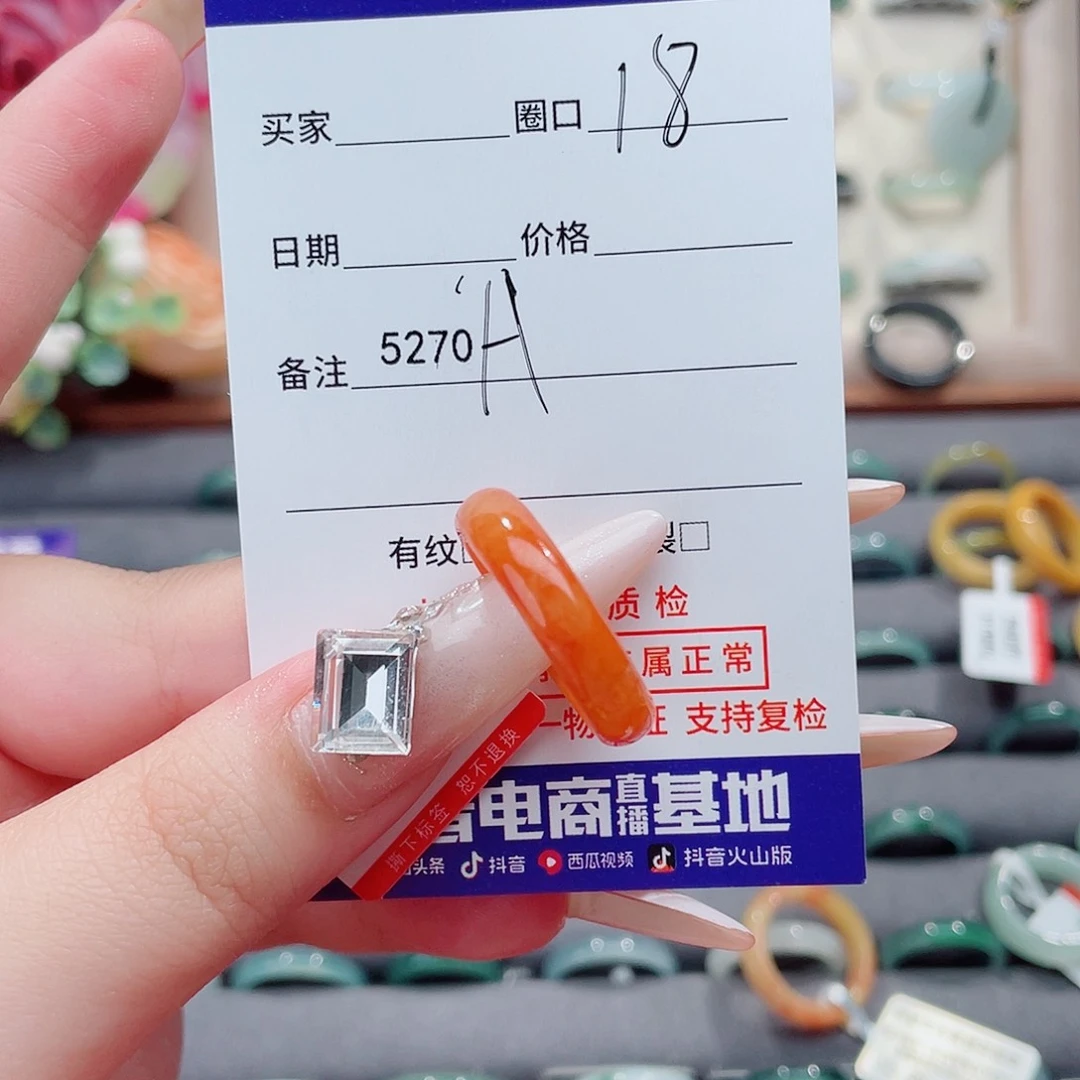 买家 圈口 18
日期 价格
备注 5270 A
有纹
质检
属正常
一物 证 支持复检
电商直播基地
头条 抖音 西瓜视频 抖音火山版
撕下标签 恕不退换